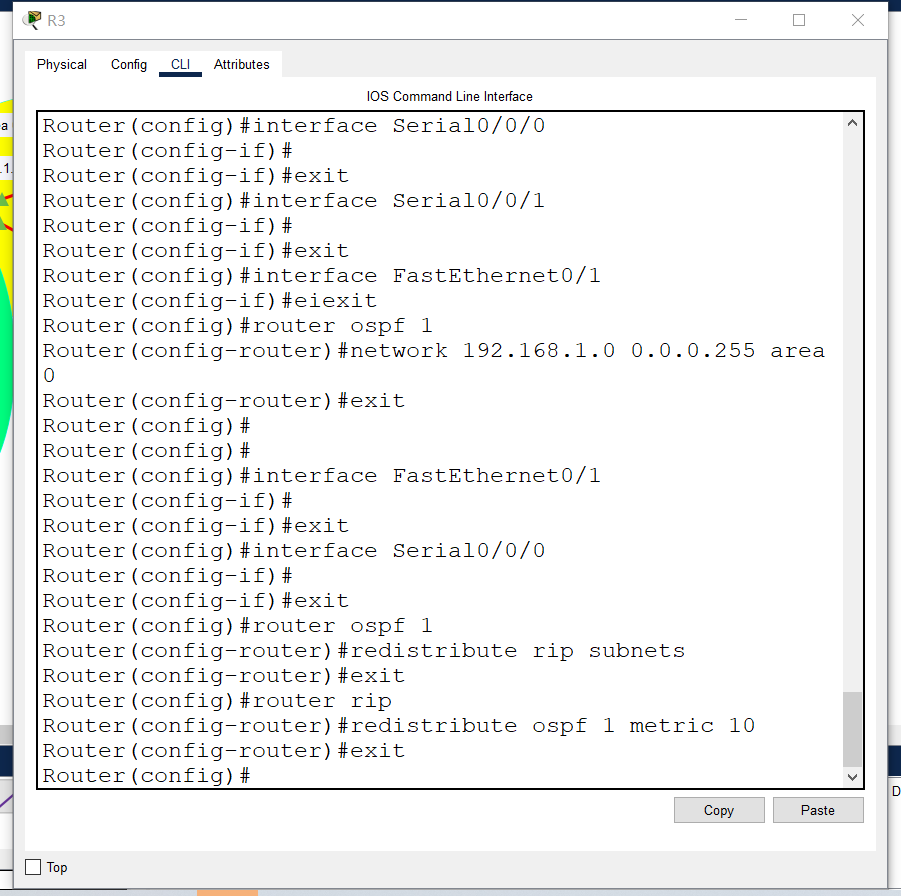 R3
Physical Config CLI Attributes
IOS Command Line Interface
Router(config)#interface Serial0/0/0
Router(config-if)#
Router(config-if)#exit
Router(config)#interface Serial0/0/1
Router(config-if)#
Router(config-if)#exit
Router(config)#interface FastEthernet0/1
Router(config-if)#eiexit
Router(config)#router ospf 1
Router(config-router)#network 192.168.1.0 0.0.0.255 area
0
Router(config-router)#exit
Router(config)#
Router(config)#
Router(config)#interface FastEthernet0/1
Router(config-if)#
Router(config-if)#exit
Router(config)#interface Serial0/0/0
Router(config-if)#
Router(config-if)#exit
Router(config)#router ospf 1
Router(config-router)#redistribute rip subnets
Router(config-router)#exit
Router(config)#router rip
Router(config-router)#redistribute ospf 1 metric 10
Router(config-router)#exit
Router(config)#
Copy Paste
Top